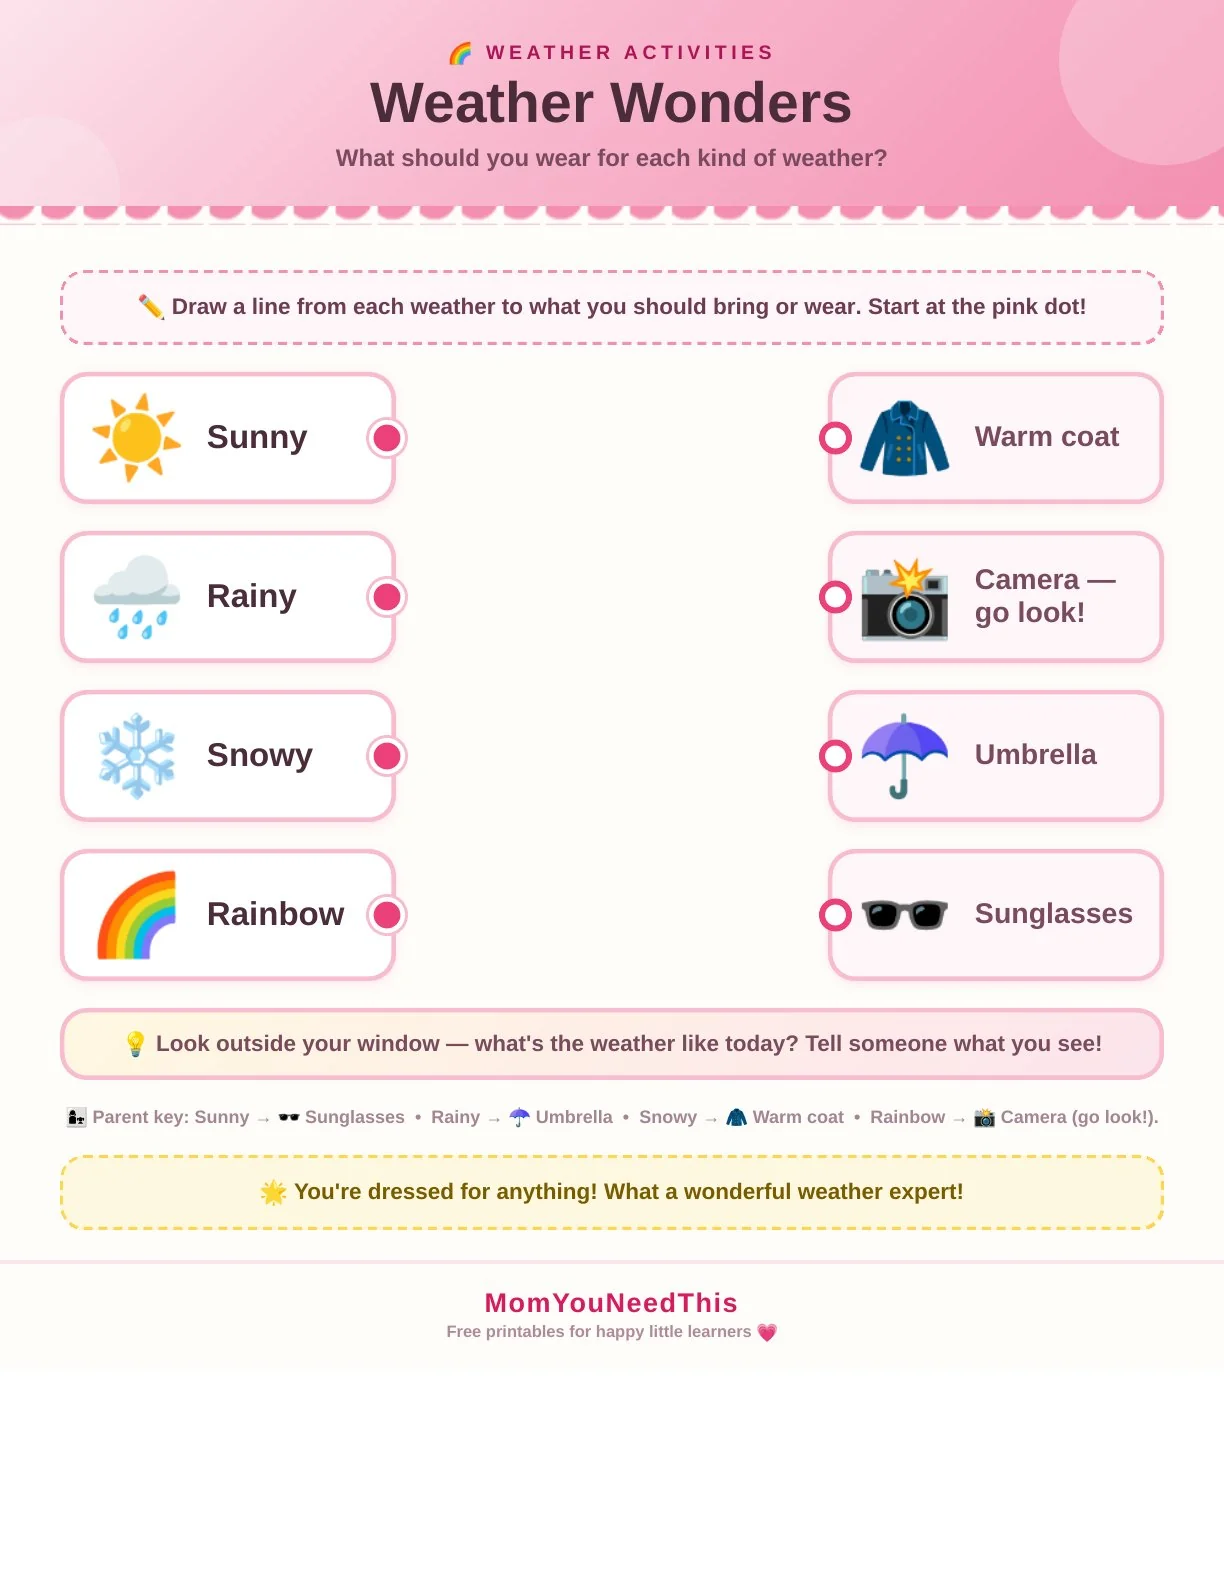 WEATHER ACTIVITIES
Weather Wonders
What should you wear for each kind of weather?
Draw a line from each weather to what you should bring or wear. Start at the pink dot!
Sunny
Warm coat
Rainy
Camera —
go look!
Snowy
Umbrella
Rainbow
Sunglasses
Look outside your window — what's the weather like today? Tell someone what you see!
Parent key: Sunny → Sunglasses • Rainy → Umbrella • Snowy → Warm coat • Rainbow → Camera (go look!).
You're dressed for anything! What a wonderful weather expert!
MomYouNeedThis
Free printables for happy little learners